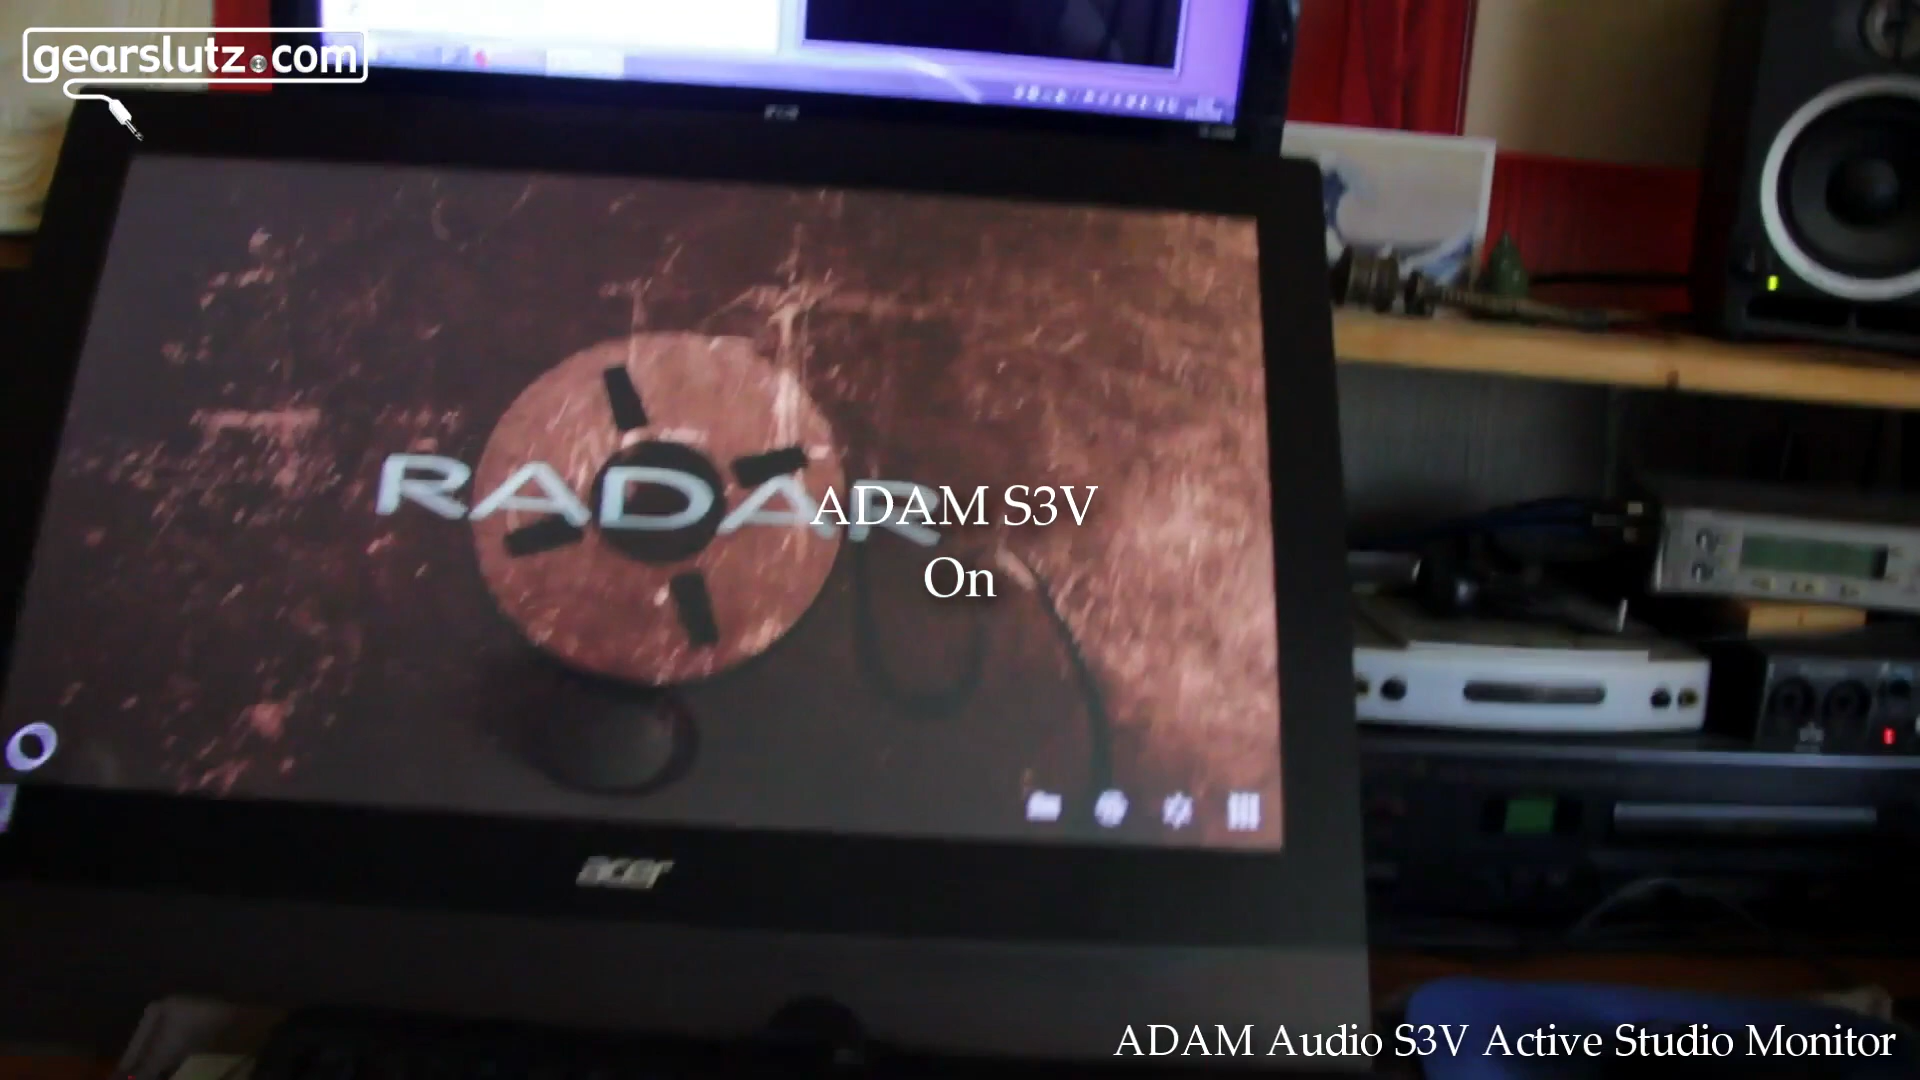 gearslutz.com
RADAR
ADAM S3V
On
acer
ADAM Audio S3V Active Studio Monitor